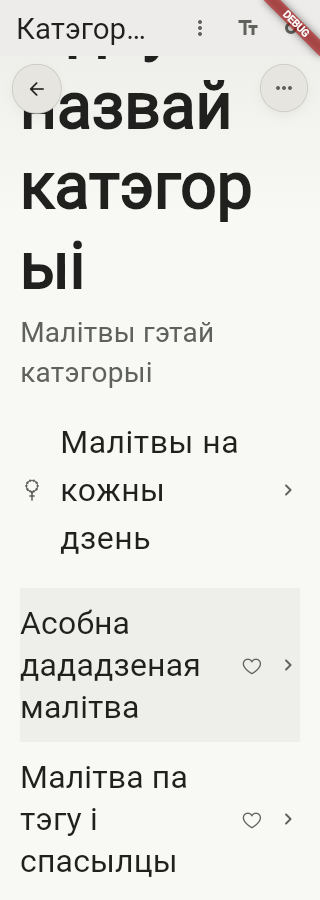 Катэгор…
DEBUG
назвай
катэгор
ыі
Малітвы гэтай
катэгорыі
Малітвы на
кожны
дзень
Асобна
дададзеная
малітва
Малітва па
тэгу і
спасылцы